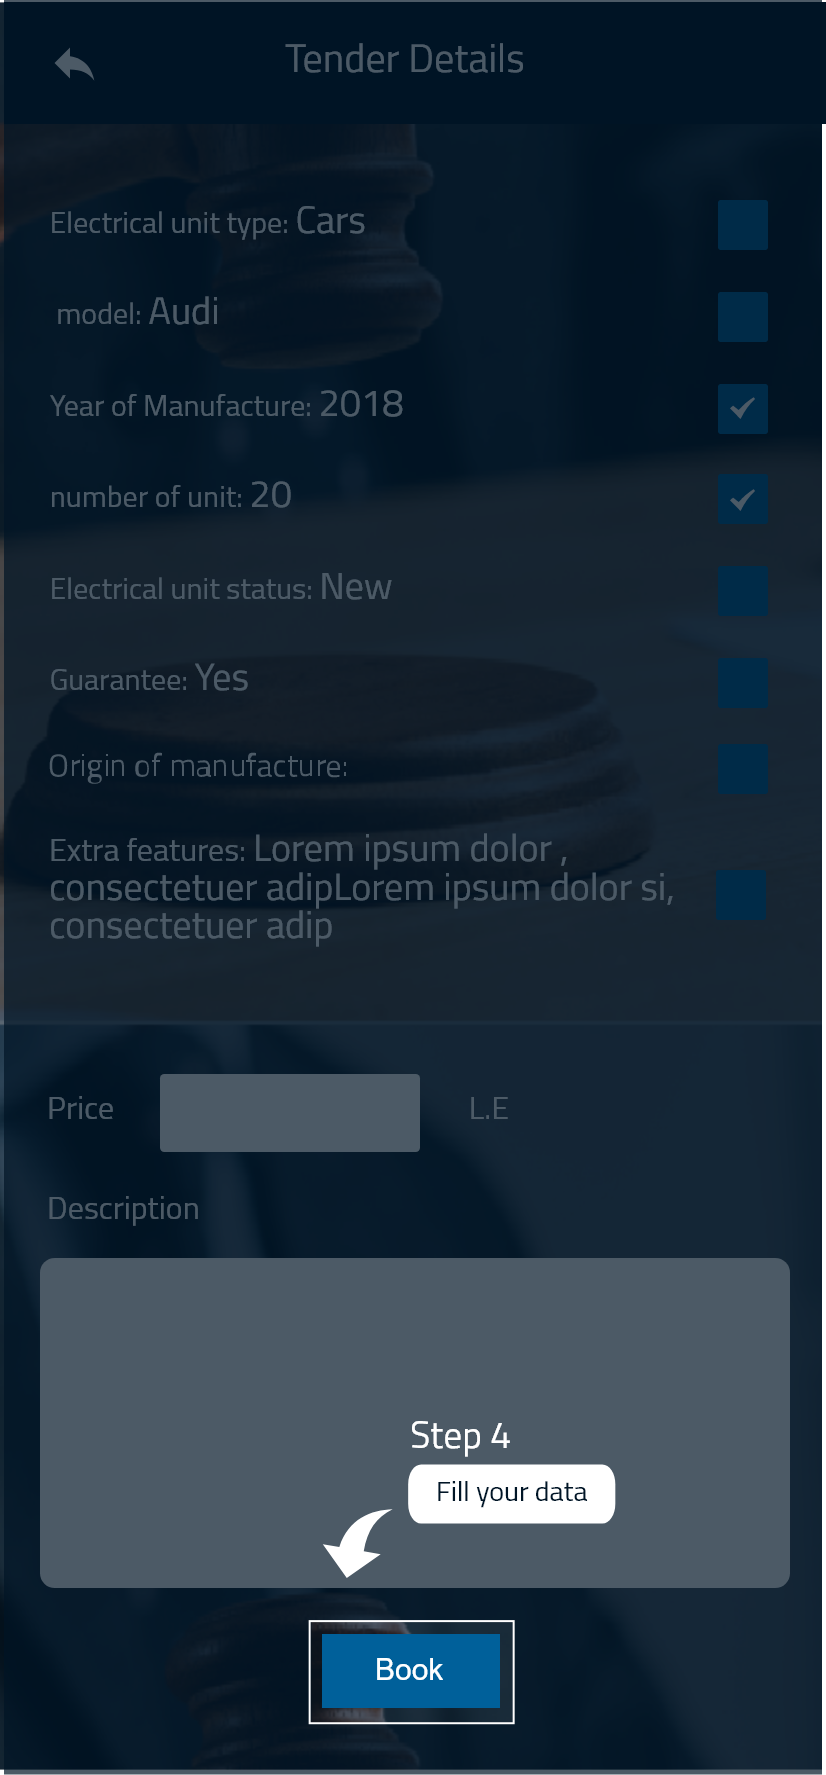 Tender Details
Electrical unit type: Cars
model: Audi
Year of Manufacture: 2018
number of unit: 20
Electrical unit status: New
Guarantee: Yes
Origin of manufacture:
Extra features: Lorem ipsum dolor ,
consectetuer adipLorem ipsum dolor si,
consectetuer adip
Price L.E
Description
Step 4
Fill your data
Book